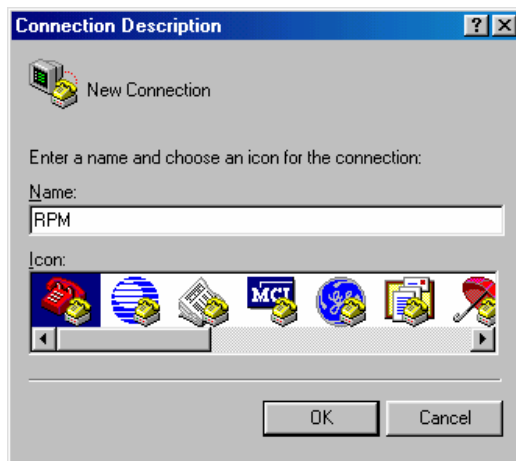 Connection Description
New Connection
Enter a name and choose an icon for the connection:
Name:
RPM
Icon:
MCI
OK Cancel